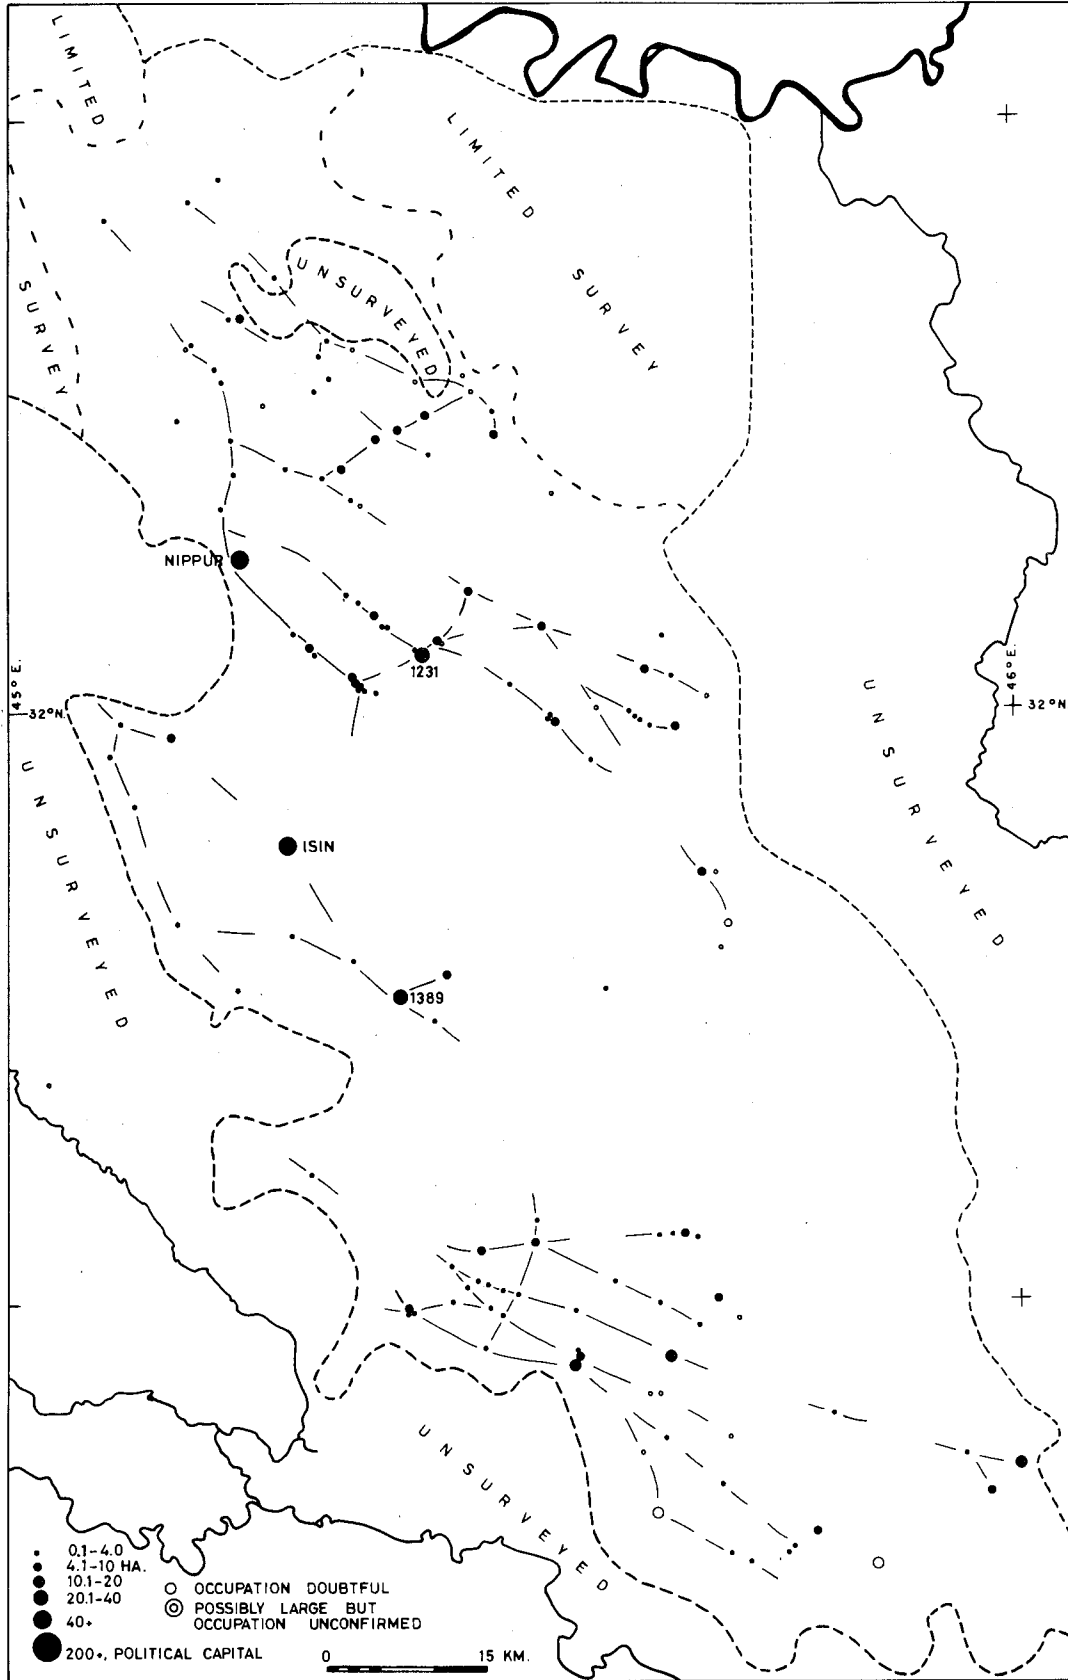 LIMITED
SURVEY
LIMITED
SURVEY
UNSURVEYED
NIPPUR
1231
45° E.
32° N.
46° E.
32° N.
UNSURVEYED
UNSURVEYED
ISIN
1389
UNSURVEYED
0.1-4.0
4.1-10 HA.
10.1-20
20.1-40
40+
200+, POLITICAL CAPITAL
OCCUPATION DOUBTFUL
POSSIBLY LARGE BUT
OCCUPATION UNCONFIRMED
0 15 KM.